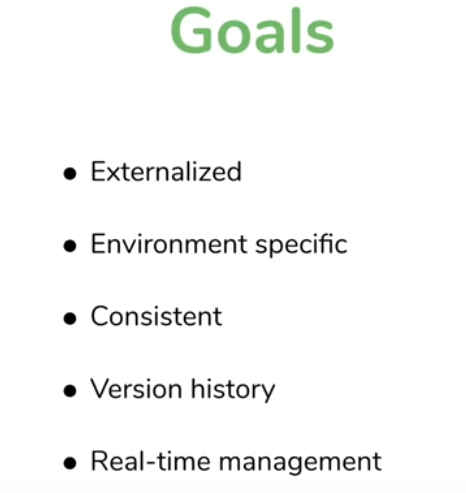 Goals
• Externalized
• Environment specific
• Consistent
• Version history
• Real-time management